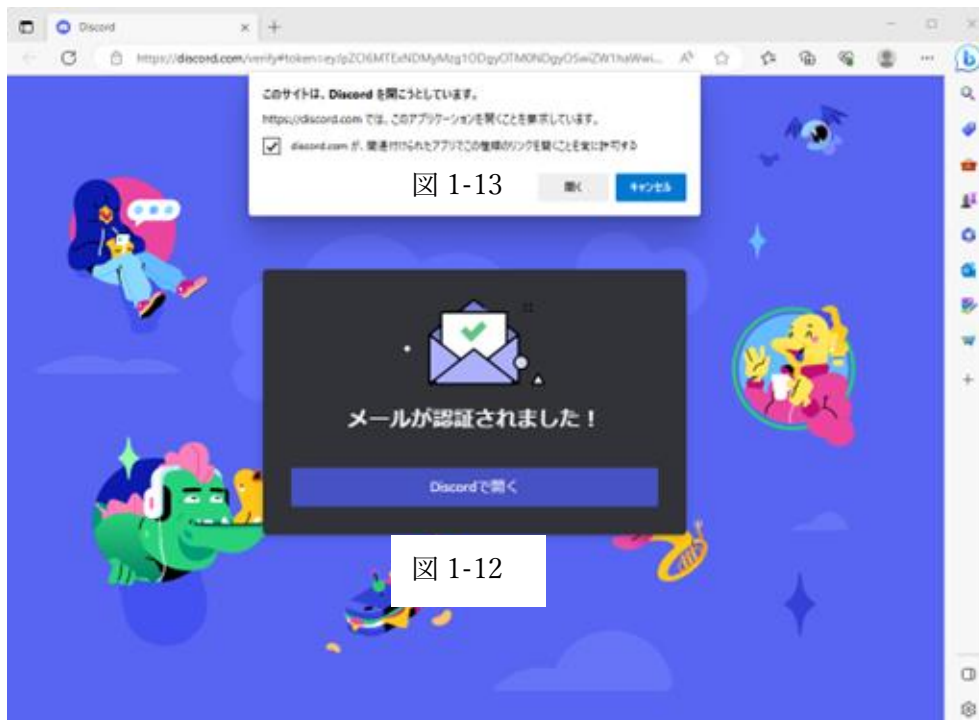 Discord
https://discord.com/verify#token=
このサイトは、Discord を開こうとしています。
https://discord.com では、このアプリケーションを開くことを要求しています。
discord.com が、関連付けられたアプリでこの種類のリンクを開くことを常に許可する
図 1-13
開く
キャンセル
メールが認証されました！
Discordで開く
図 1-12